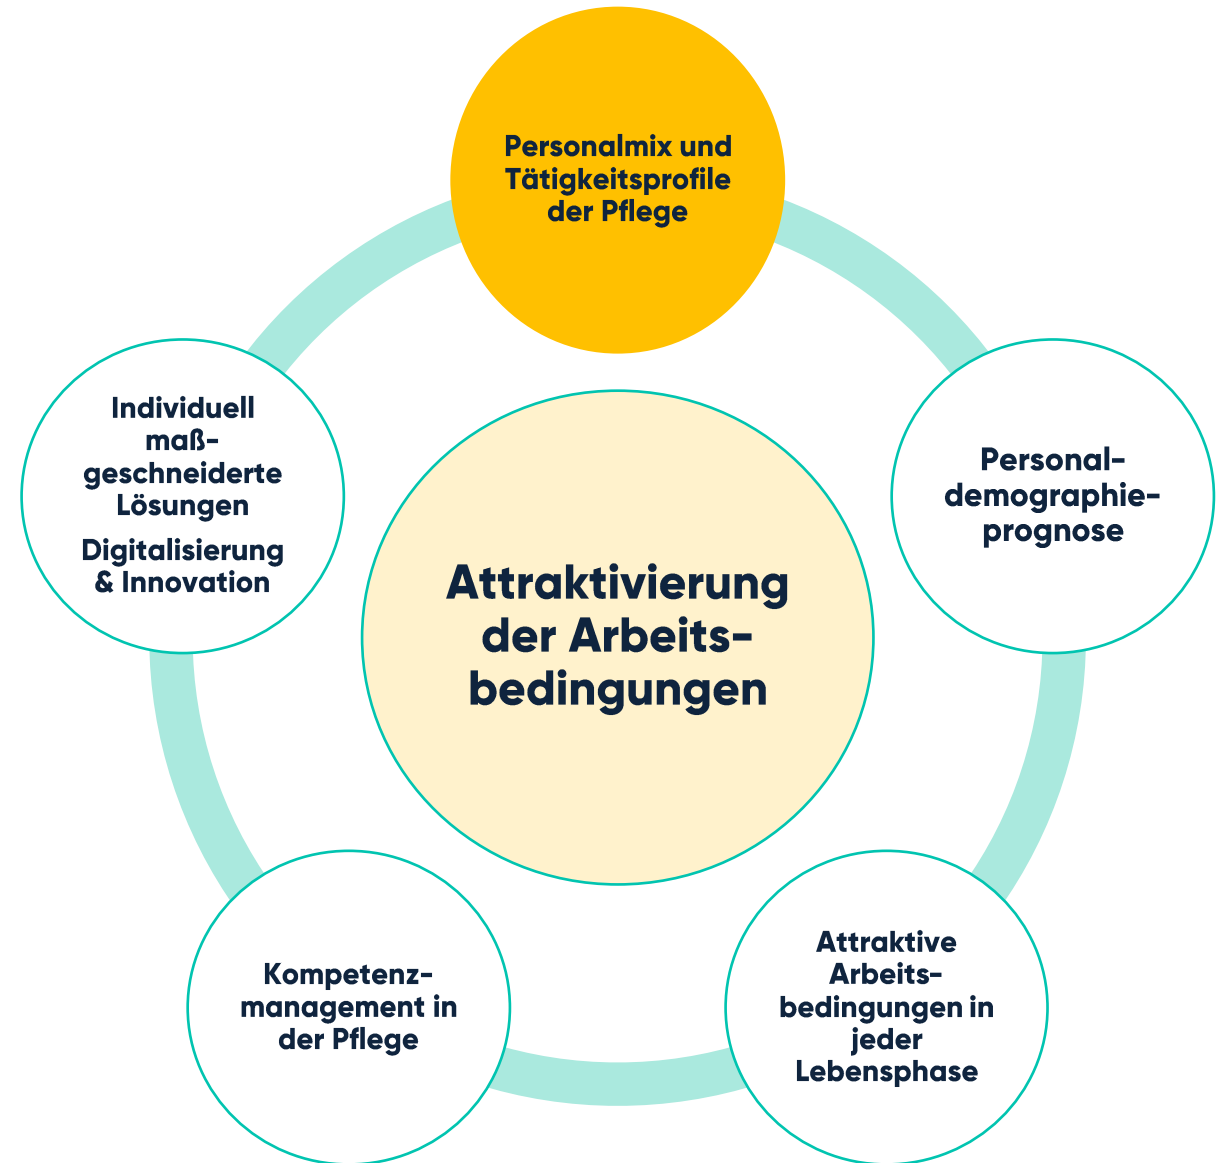 Personalmix und
Tätigkeitsprofile
der Pflege
Individuell
maß-
geschneiderte
Lösungen
Digitalisierung
& Innovation
Personal-
demographie-
prognose
Attraktivierung
der Arbeits-
bedingungen
Kompetenz-
management in
der Pflege
Attraktive
Arbeits-
bedingungen in
jeder
Lebensphase